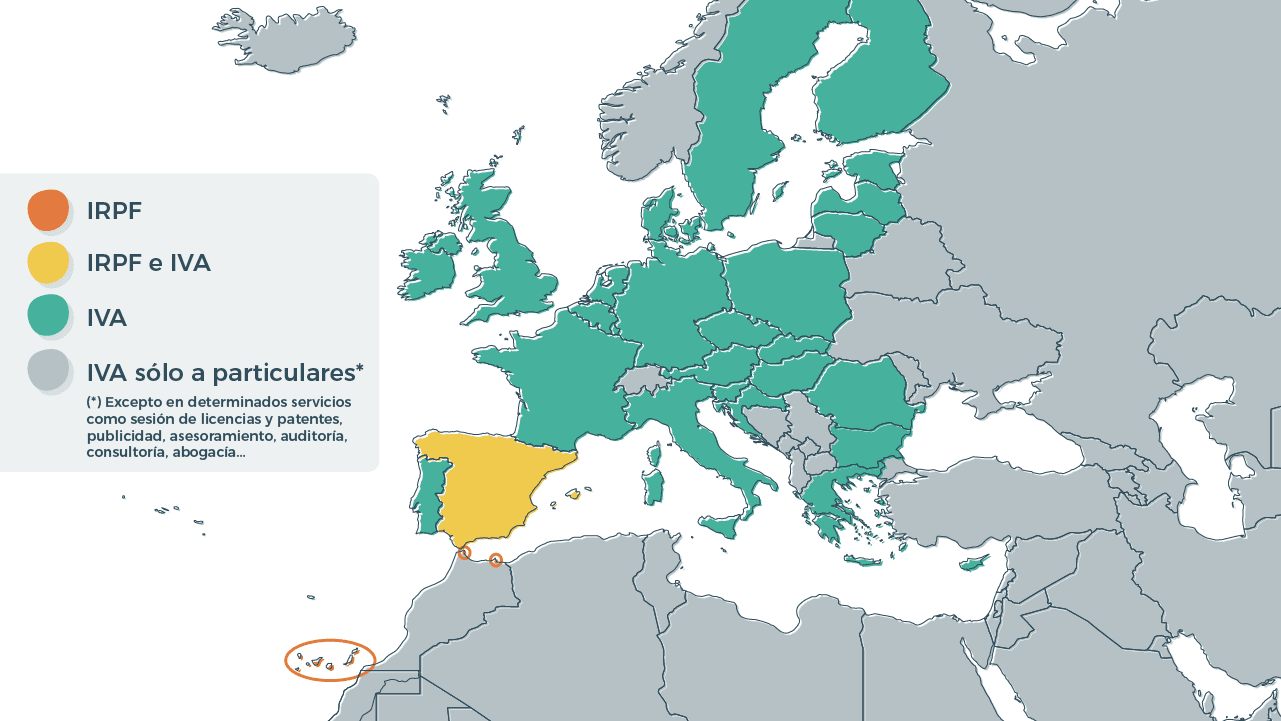 IRPF
IRPF e IVA
IVA
IVA sólo a particulares*
(*) Excepto en determinados servicios
como sesión de licencias y patentes,
publicidad, asesoramiento, auditoría,
consultoría, abogacía...